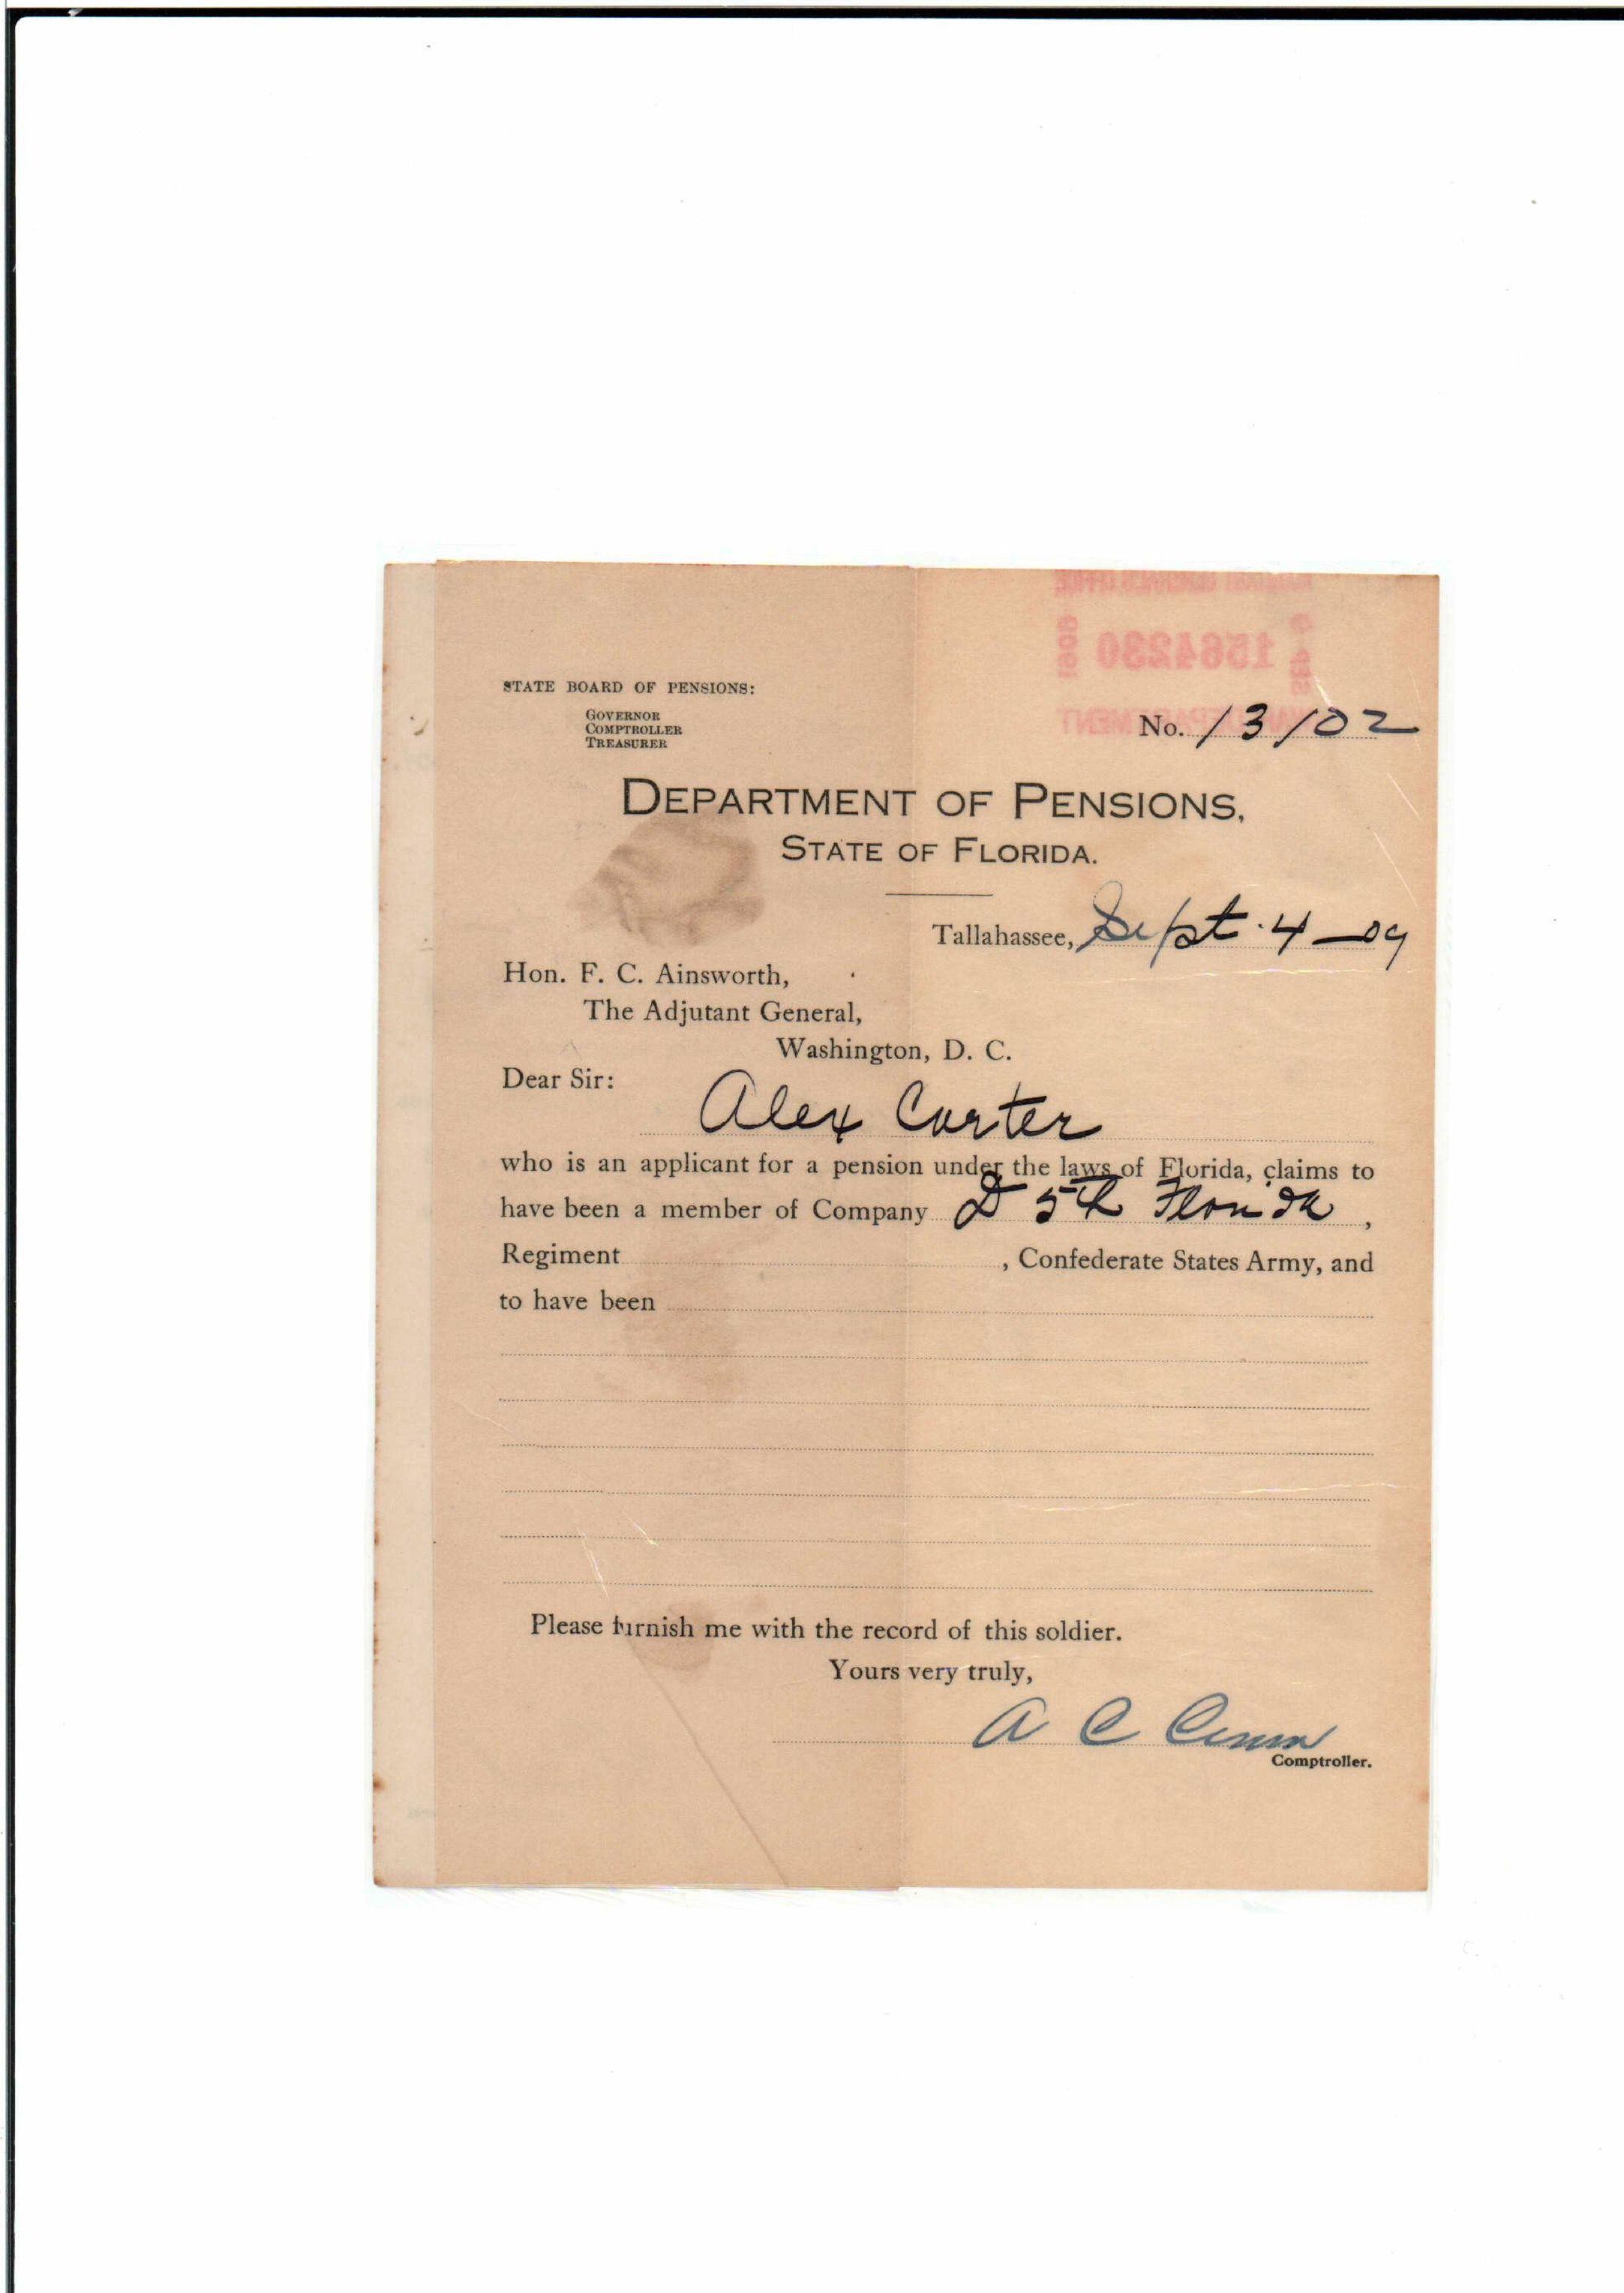 STATE BOARD OF PENSIONS:
GOVERNOR
COMPTROLLER
TREASURER
1564230
1909
No. 13102
DEPARTMENT OF PENSIONS,
STATE OF FLORIDA.
Tallahassee, Sept. 4—09
Hon. F. C. Ainsworth,
The Adjutant General,
Washington, D. C.
Dear Sir:
Alex Carter
who is an applicant for a pension under the laws of Florida, claims to
have been a member of Company D 5th Florida,
Regiment , Confederate States Army, and
to have been
Please furnish me with the record of this soldier.
Yours very truly,
A C Croom
Comptroller.